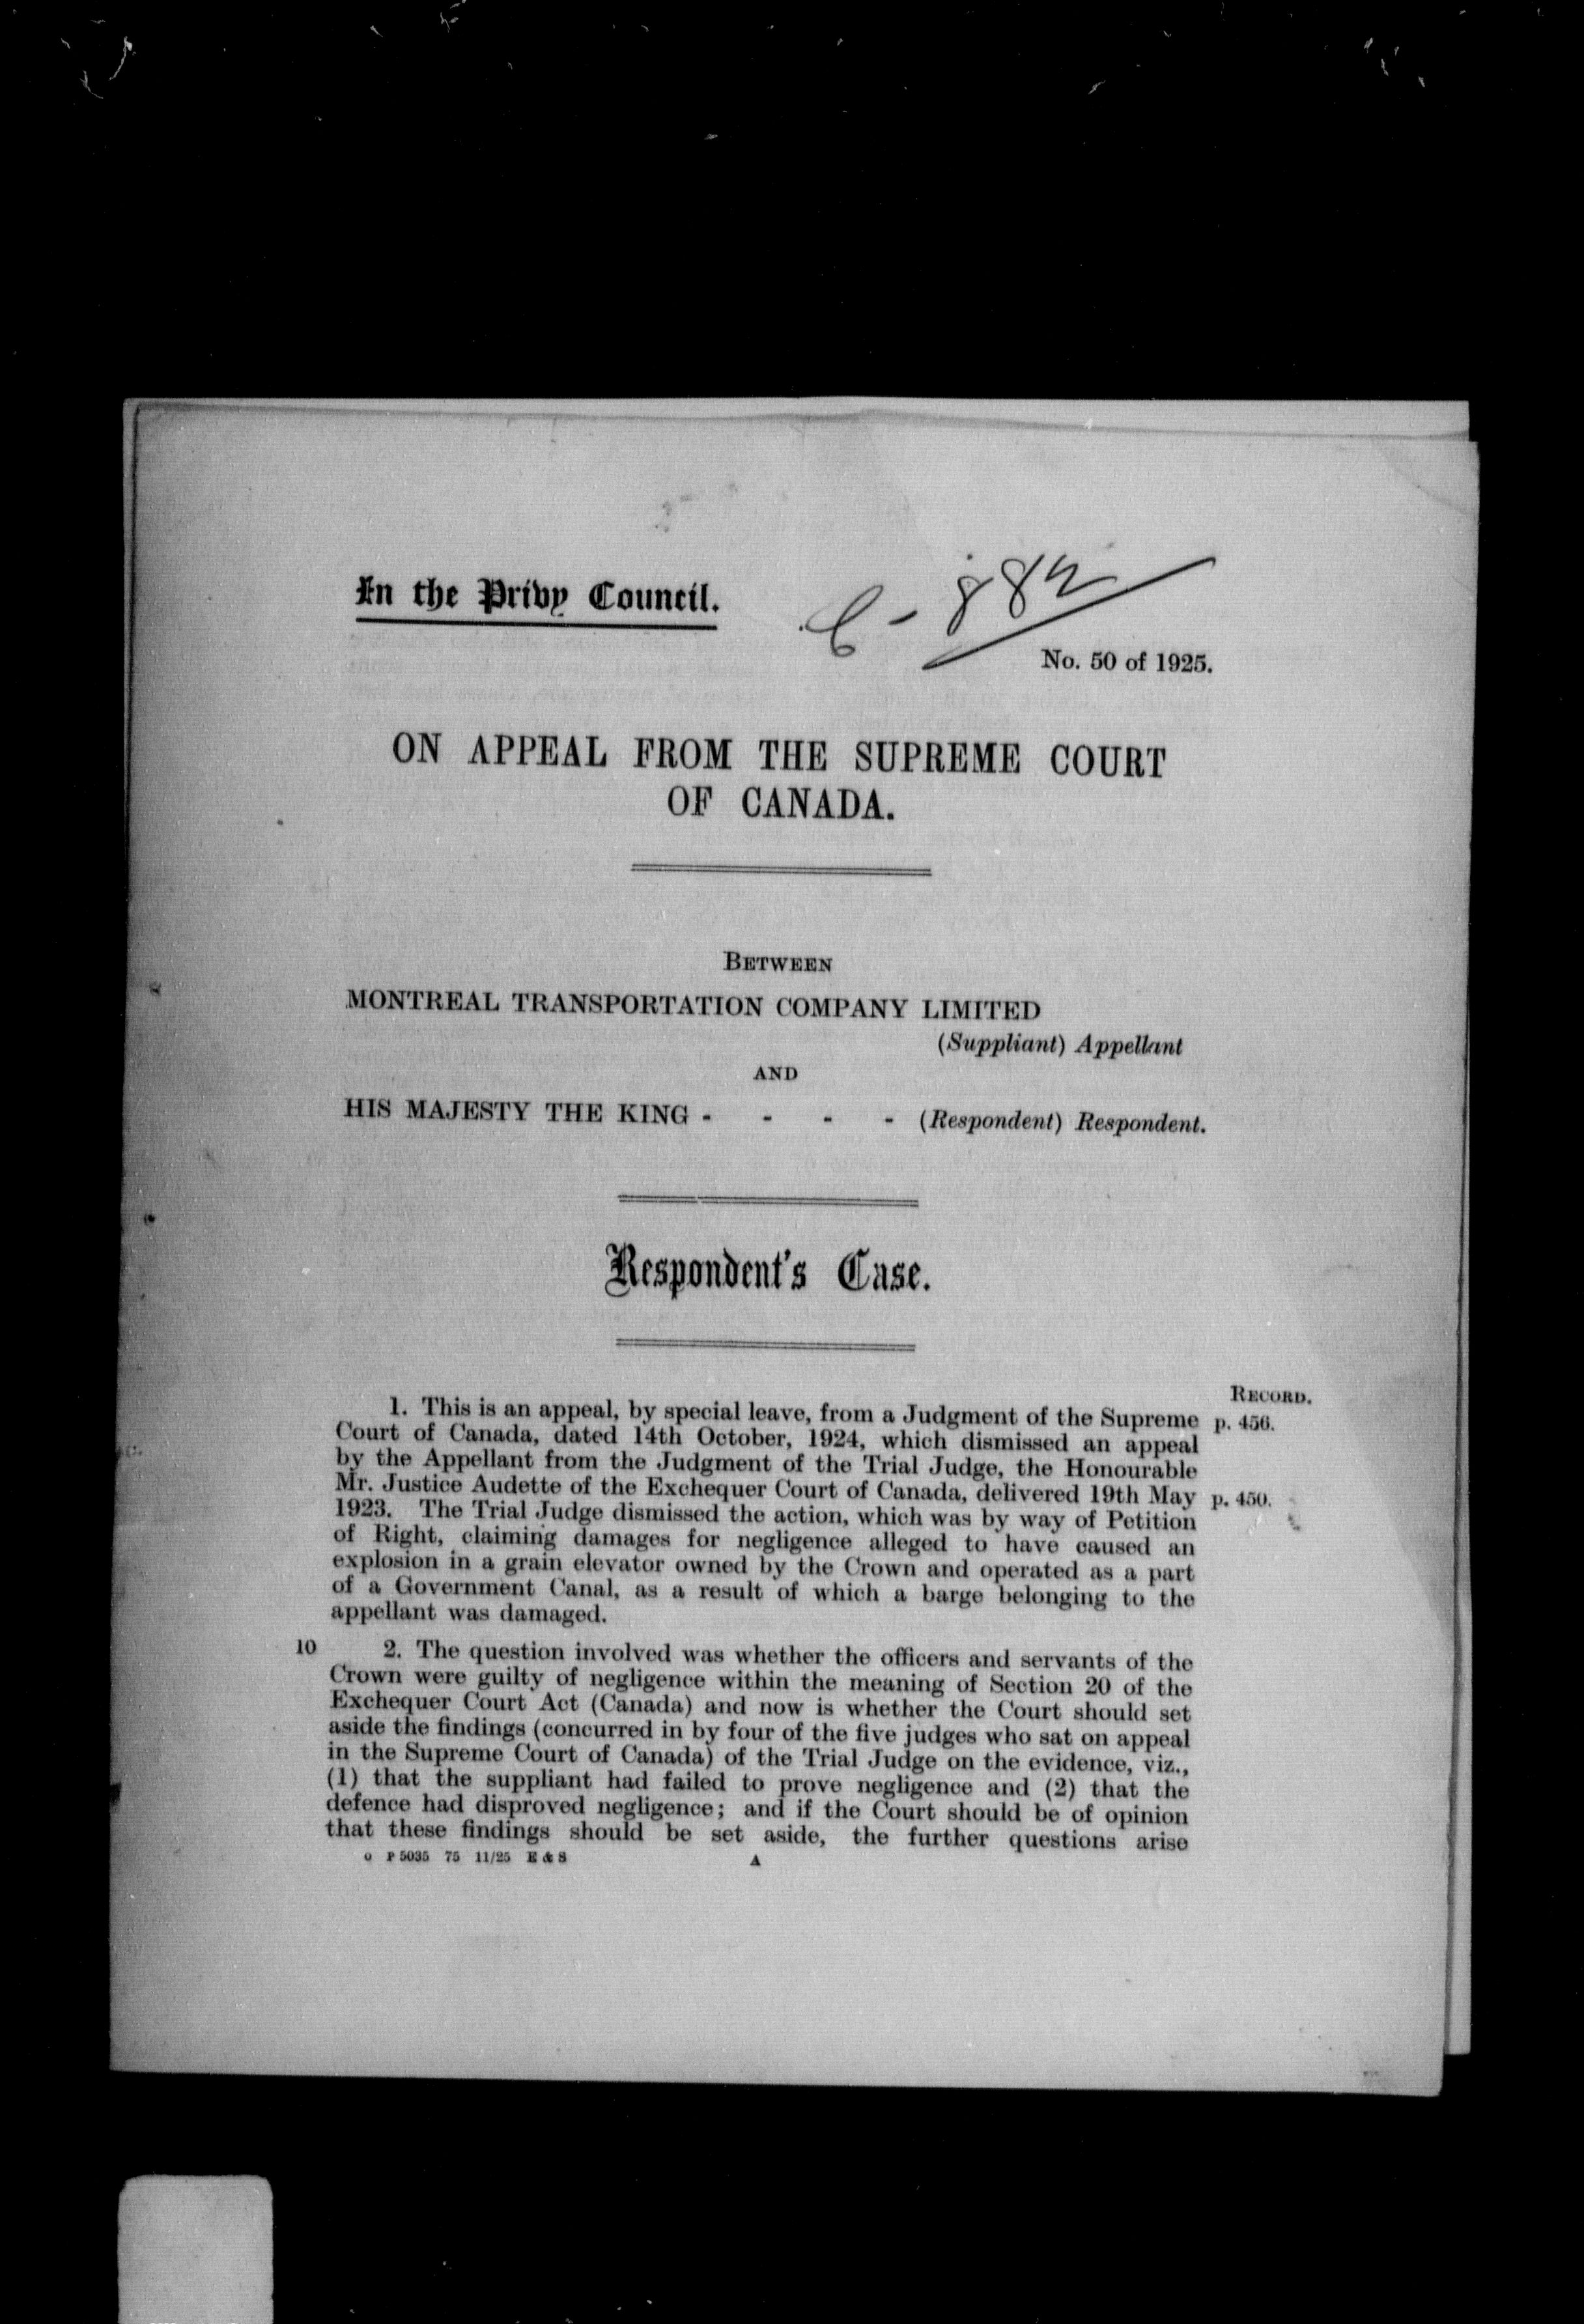 In the Privy Council.
C - 882
No. 50 of 1925.
ON APPEAL FROM THE SUPREME COURT
OF CANADA.
BETWEEN
MONTREAL TRANSPORTATION COMPANY LIMITED
(Suppliant) Appellant
AND
HIS MAJESTY THE KING - - - - (Respondent) Respondent.
Respondent's Case.
RECORD.
1. This is an appeal, by special leave, from a Judgment of the Supreme p. 456.
Court of Canada, dated 14th October, 1924, which dismissed an appeal
by the Appellant from the Judgment of the Trial Judge, the Honourable
Mr. Justice Audette of the Exchequer Court of Canada, delivered 19th May p. 450.
1923. The Trial Judge dismissed the action, which was by way of Petition
of Right, claiming damages for negligence alleged to have caused an
explosion in a grain elevator owned by the Crown and operated as a part
of a Government Canal, as a result of which a barge belonging to the
appellant was damaged.
10 2. The question involved was whether the officers and servants of the
Crown were guilty of negligence within the meaning of Section 20 of the
Exchequer Court Act (Canada) and now is whether the Court should set
aside the findings (concurred in by four of the five judges who sat on appeal
in the Supreme Court of Canada) of the Trial Judge on the evidence, viz.,
(1) that the suppliant had failed to prove negligence and (2) that the
defence had disproved negligence; and if the Court should be of opinion
that these findings should be set aside, the further questions arise
o P 5035 75 11/25 E & S A